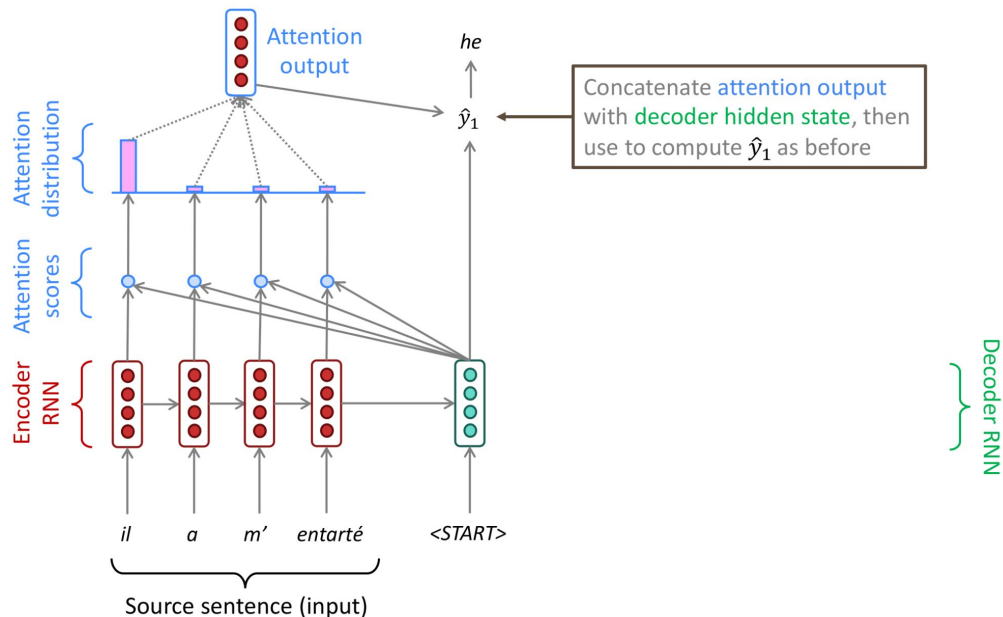 Attention
output
he
ŷ₁
Concatenate attention output
with decoder hidden state, then
use to compute ŷ₁ as before
Attention
distribution
Attention
scores
Encoder
RNN
Decoder RNN
il a m’ entarté <START>
Source sentence (input)